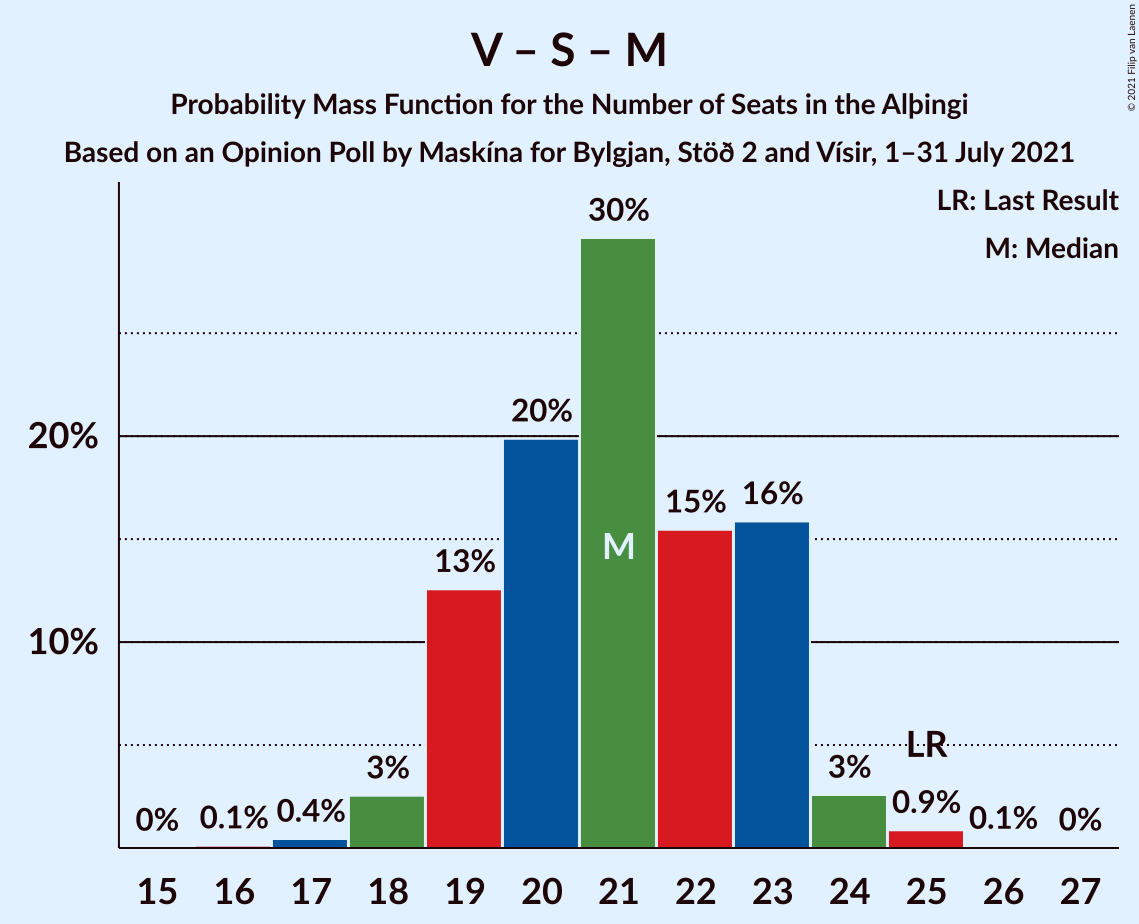 V – S – M
Probability Mass Function for the Number of Seats in the Alþingi
Based on an Opinion Poll by Maskína for Bylgjan, Stöð 2 and Vísir, 1–31 July 2021
© 2021 Filip van Laenen
LR: Last Result
M: Median
30%
20%
20%
15%
16%
M
13%
10%
LR
3%
3%
0%
0.1%
0.4%
0.9%
0.1%
0%
15 16 17 18 19 20 21 22 23 24 25 26 27